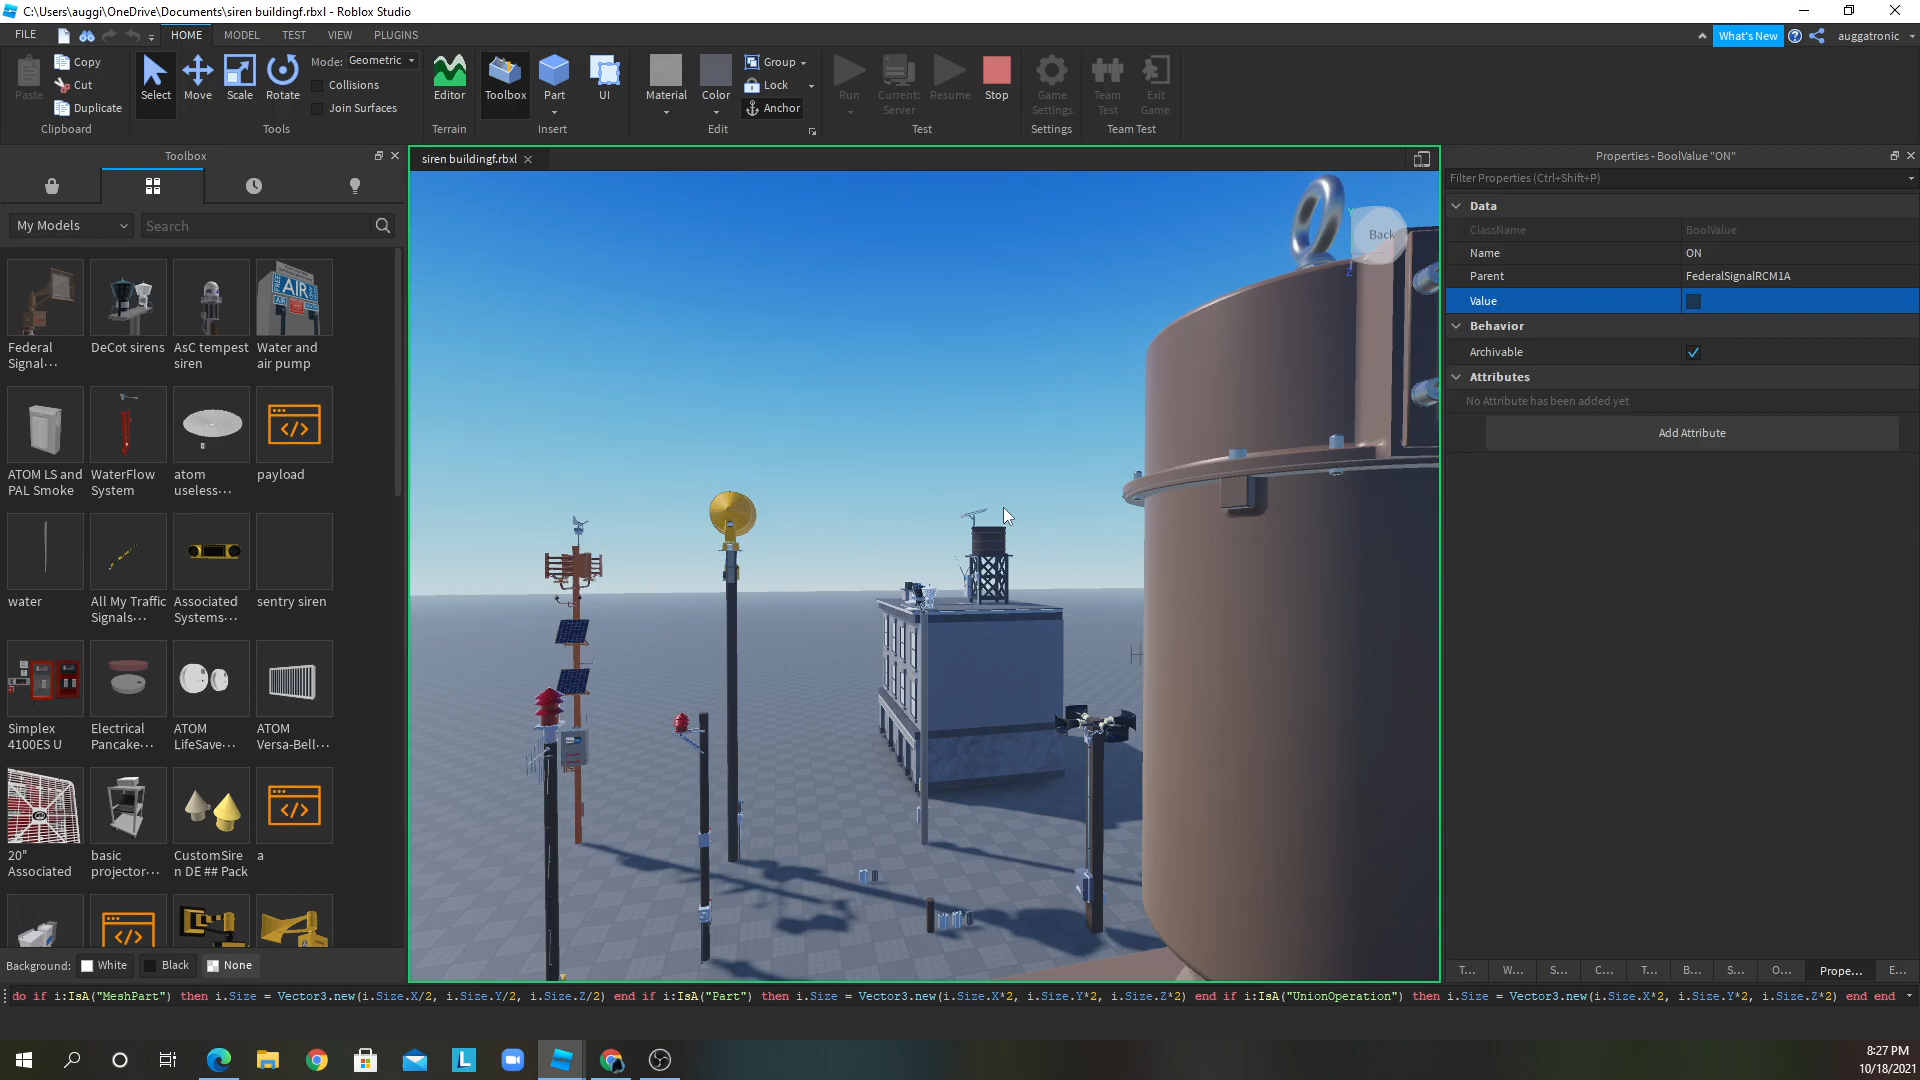 C:\Users\auggi\OneDrive\Documents\siren buildingf.rbxl - Roblox Studio
FILE HOME MODEL TEST VIEW PLUGINS What's New auggatronic
Paste Copy Cut Duplicate
Clipboard
Select Move Scale Rotate
Mode: Geometric
Collisions
Join Surfaces
Tools
Editor
Terrain
Toolbox Part UI
Insert
Material Color Group Lock Anchor
Edit
Run Current: Server Resume Stop
Test
Game Settings
Settings
Team Test Exit Game
Team Test
Toolbox
My Models Search
Federal Signal... DeCot sirens AsC tempest siren Water and air pump
ATOM LS and PAL Smoke WaterFlow System atom useless... payload
water All My Traffic Signals... Associated Systems... sentry siren
Simplex 4100ES U Electrical Pancake... ATOM LifeSave... ATOM Versa-Bell...
20" Associated basic projector... CustomSiren DE ## Pack a
Background: White Black None
siren buildingf.rbxl
AIR
FREE
Back
Properties - BoolValue "ON"
Filter Properties (Ctrl+Shift+P)
Data
ClassName BoolValue
Name ON
Parent FederalSignalRCM1A
Value
Behavior
Archivable
Attributes
No Attribute has been added yet
Add Attribute
T... W... S... C... T... B... S... O... Prope... E...
do if i:IsA("MeshPart") then i.Size = Vector3.new(i.Size.X/2, i.Size.Y/2, i.Size.Z/2) end if i:IsA("Part") then i.Size = Vector3.new(i.Size.X*2, i.Size.Y*2, i.Size.Z*2) end if i:IsA("UnionOperation") then i.Size = Vector3.new(i.Size.X*2, i.Size.Y*2, i.Size.Z*2) end end
8:27 PM
10/18/2021